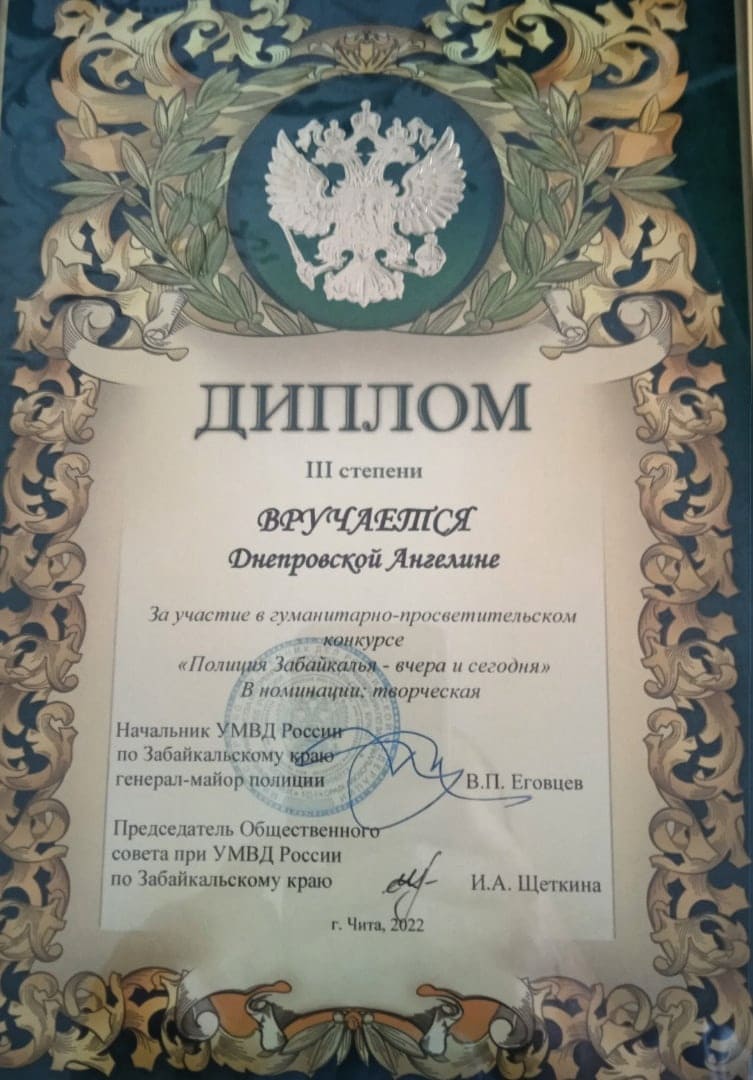 ДИПЛОМ
III степени
ВРУЧАЕТСЯ
Днепровской Ангелине
За участие в гуманитарно-просветительском
конкурсе
«Полиция Забайкалья - вчера и сегодня»
В номинации: творческая
Начальник УМВД России
по Забайкальскому краю
генерал-майор полиции
В.П. Еговцев
Председатель Общественного
совета при УМВД России
по Забайкальскому краю
И.А. Щеткина
г. Чита, 2022